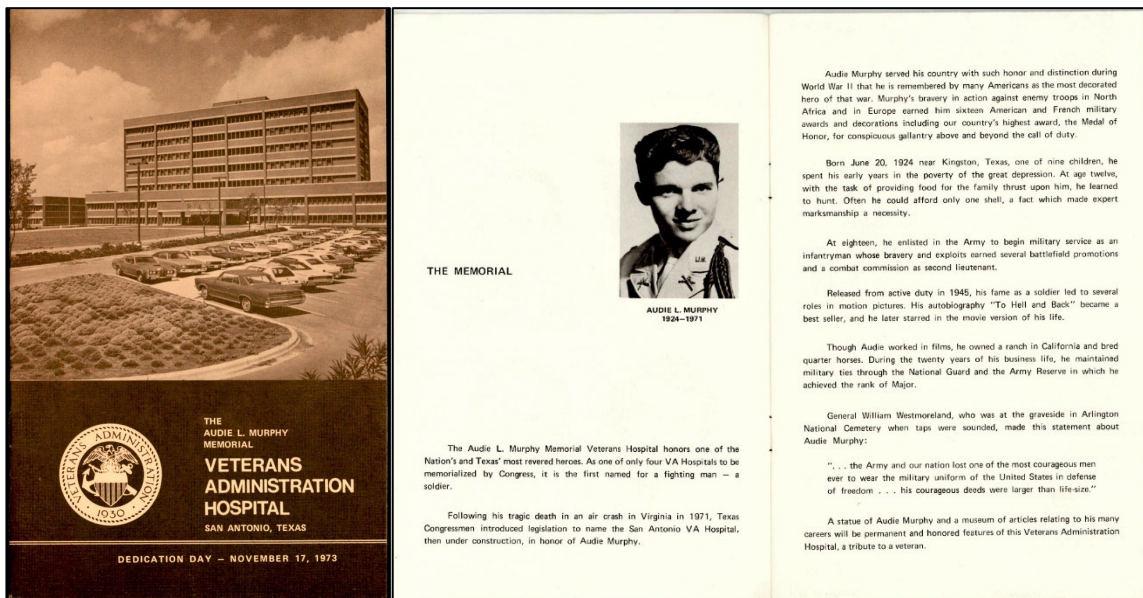 VETERANS ADMINISTRATION
1930
THE
AUDIE L. MURPHY
MEMORIAL
VETERANS
ADMINISTRATION
HOSPITAL
SAN ANTONIO, TEXAS
DEDICATION DAY – NOVEMBER 17, 1973
THE MEMORIAL
AUDIE L. MURPHY
1924–1971
The Audie L. Murphy Memorial Veterans Hospital honors one of the
Nation's and Texas' most revered heroes. As one of only four VA Hospitals to be
memorialized by Congress, it is the first named for a fighting man — a
soldier.
Following his tragic death in an air crash in Virginia in 1971, Texas
Congressmen introduced legislation to name the San Antonio VA Hospital,
then under construction, in honor of Audie Murphy.
Audie Murphy served his country with such honor and distinction during
World War II that he is remembered by many Americans as the most decorated
hero of that war. Murphy's bravery in action against enemy troops in North
Africa and in Europe earned him sixteen American and French military
awards and decorations including our country's highest award, the Medal of
Honor, for conspicuous gallantry above and beyond the call of duty.
Born June 20, 1924 near Kingston, Texas, one of nine children, he
spent his early years in the poverty of the great depression. At age twelve,
with the task of providing food for the family thrust upon him, he learned
to hunt. Often he could afford only one shell, a fact which made expert
marksmanship a necessity.
At eighteen, he enlisted in the Army to begin military service as an
infantryman whose bravery and exploits earned several battlefield promotions
and a combat commission as second lieutenant.
Released from active duty in 1945, his fame as a soldier led to several
roles in motion pictures. His autobiography "To Hell and Back" became a
best seller, and he later starred in the movie version of his life.
Though Audie worked in films, he owned a ranch in California and bred
quarter horses. During the twenty years of his business life, he maintained
military ties through the National Guard and the Army Reserve in which he
achieved the rank of Major.
General William Westmoreland, who was at the graveside in Arlington
National Cemetery when taps were sounded, made this statement about
Audie Murphy:
". . . the Army and our nation lost one of the most courageous men
ever to wear the military uniform of the United States in defense
of freedom . . . his courageous deeds were larger than life-size."
A statue of Audie Murphy and a museum of articles relating to his many
careers will be permanent and honored features of this Veterans Administration
Hospital, a tribute to a veteran.